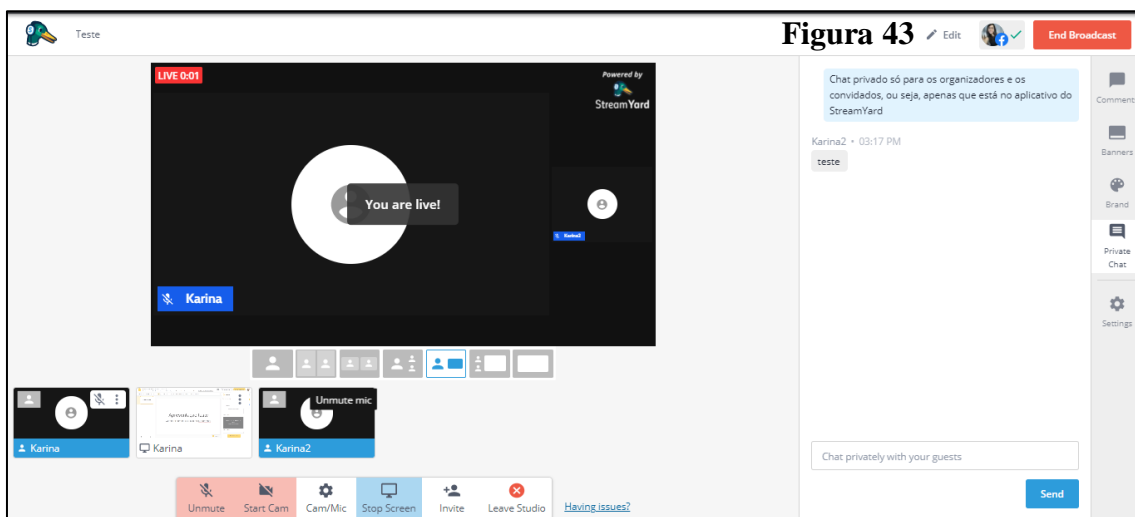 Teste
Figura 43
Edit
End Broadcast
LIVE 0:01
Powered by
StreamYard
You are live!
Karina2
Karina
Chat privado só para os organizadores e os
convidados, ou seja, apenas que está no aplicativo do
StreamYard
Karina2 • 03:17 PM
teste
Comment
Banners
Brand
Private
Chat
Settings
Unmute mic
Karina
Karina
Karina2
Chat privately with your guests
Send
Unmute
Start Cam
Cam/Mic
Stop Screen
Invite
Leave Studio
Having issues?